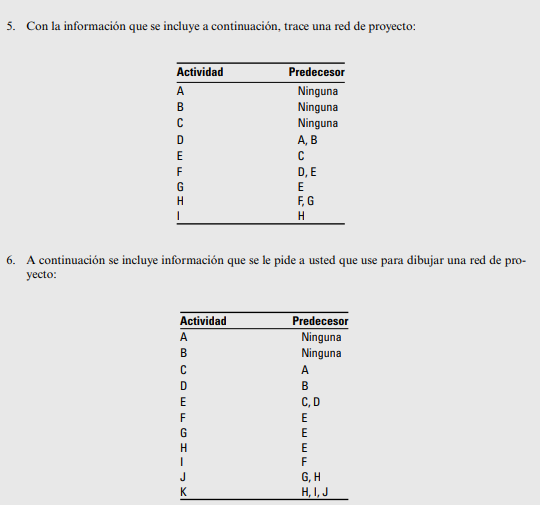 5. Con la información que se incluye a continuación, trace una red de proyecto:
Actividad Predecesor
A Ninguna
B Ninguna
C Ninguna
D A, B
E C
F D, E
G E
H F, G
I H
6. A continuación se incluye información que se le pide a usted que use para dibujar una red de pro-
yecto:
Actividad Predecesor
A Ninguna
B Ninguna
C A
D B
E C, D
F E
G E
H E
I F
J G, H
K H, I, J